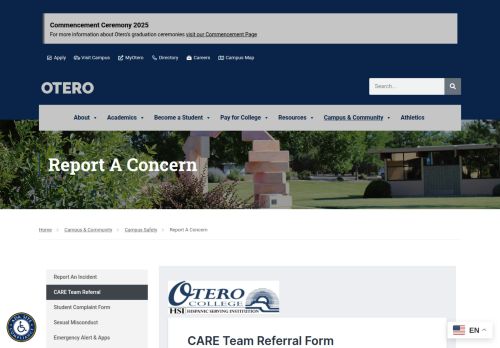 Commencement Ceremony 2025
For more information about Otero's graduation ceremonies visit our Commencement Page
Apply Visit Campus MyOtero Directory Careers Campus Map
OTERO
Search...
About Academics Become a Student Pay for College Resources Campus & Community Athletics
Report A Concern
Home Campus & Community Campus Safety Report A Concern
Report An Incident
CARE Team Referral
Student Complaint Form
Sexual Misconduct
Emergency Alert & Apps
OTERO
COLLEGE
HSI HISPANIC SERVING INSTITUTION
CARE Team Referral Form
EN